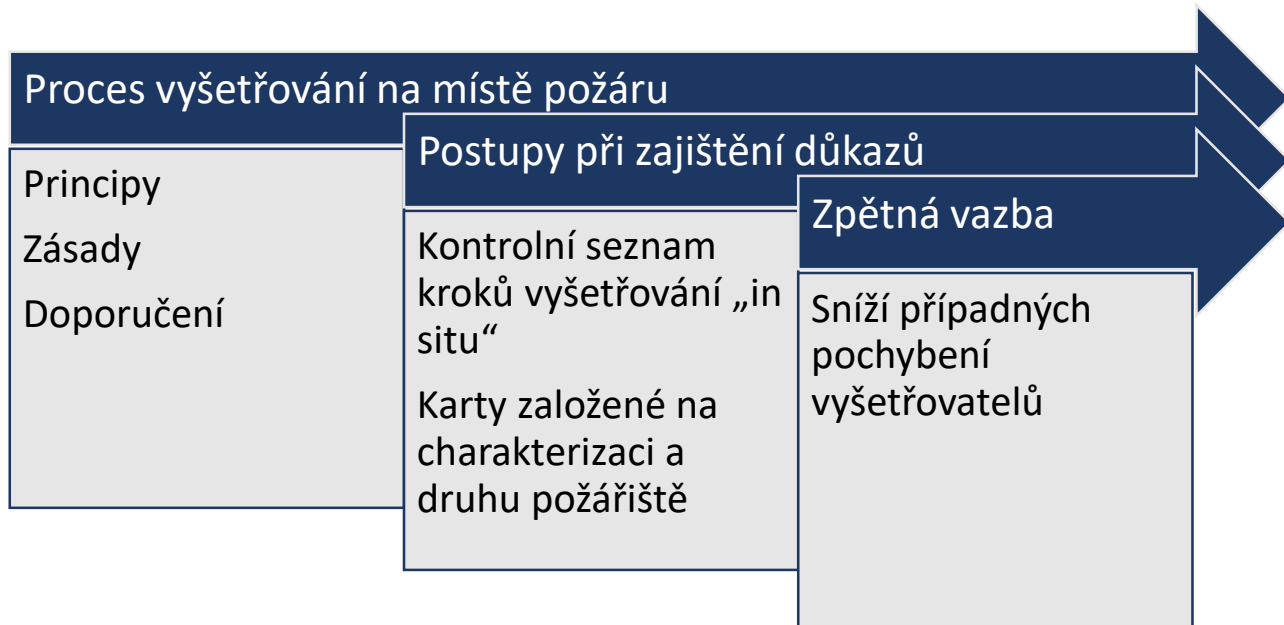 Proces vyšetřování na místě požáru
Principy
Zásady
Doporučení
Postupy při zajištění důkazů
Kontrolní seznam
kroků vyšetřování „in
situ“
Karty založené na
charakterizaci a
druhu požářiště
Zpětná vazba
Sníží případných
pochybení
vyšetřovatelů